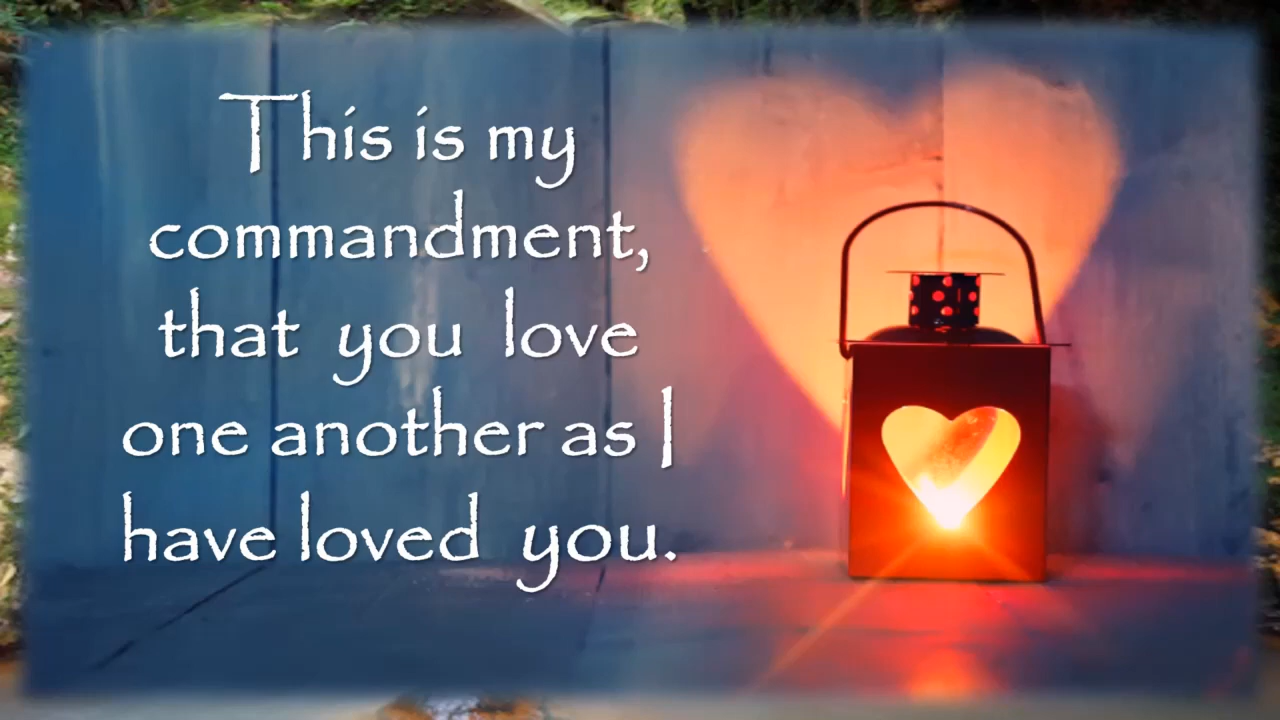 This is my
commandment,
that you love
one another as I
have loved you.